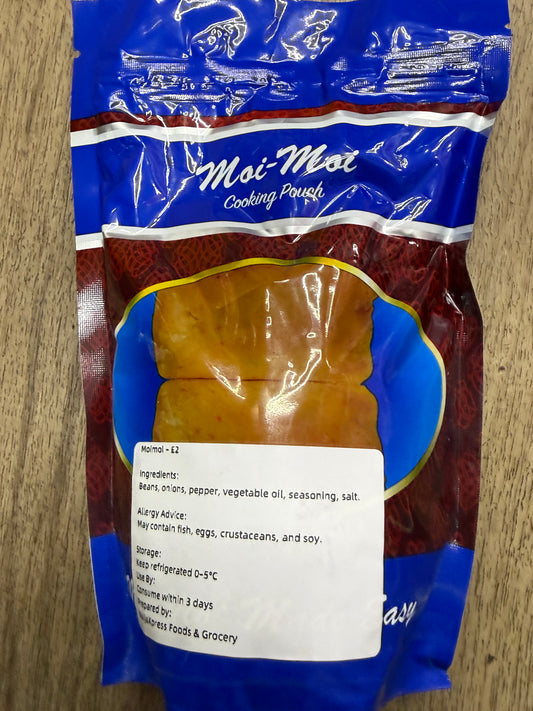 Moi-Moi
Cooking Pouch
Moimoi - £2
Ingredients:
Beans, onions, pepper, vegetable oil, seasoning, salt.
Allergy Advice:
May contain fish, eggs, crustaceans, and soy.
Storage:
Keep refrigerated 0-5°C
Use By:
Consume within 3 days
Prepared by:
Foods & Grocery